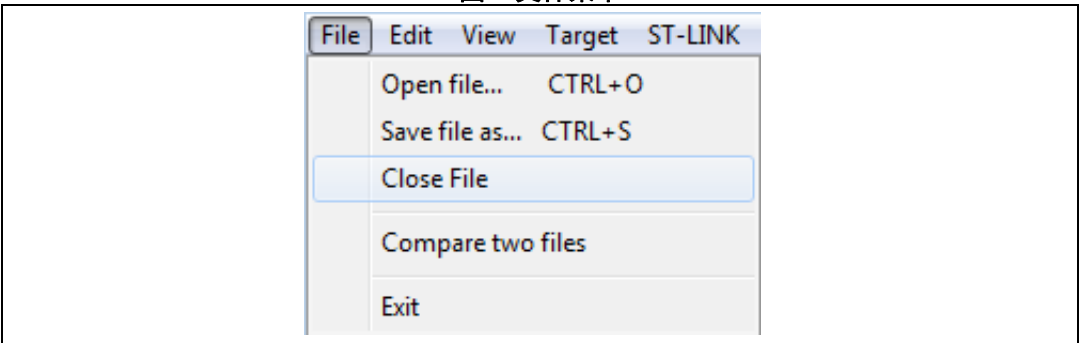 File Edit View Target ST-LINK
Open file... CTRL+O
Save file as... CTRL+S
Close File
Compare two files
Exit